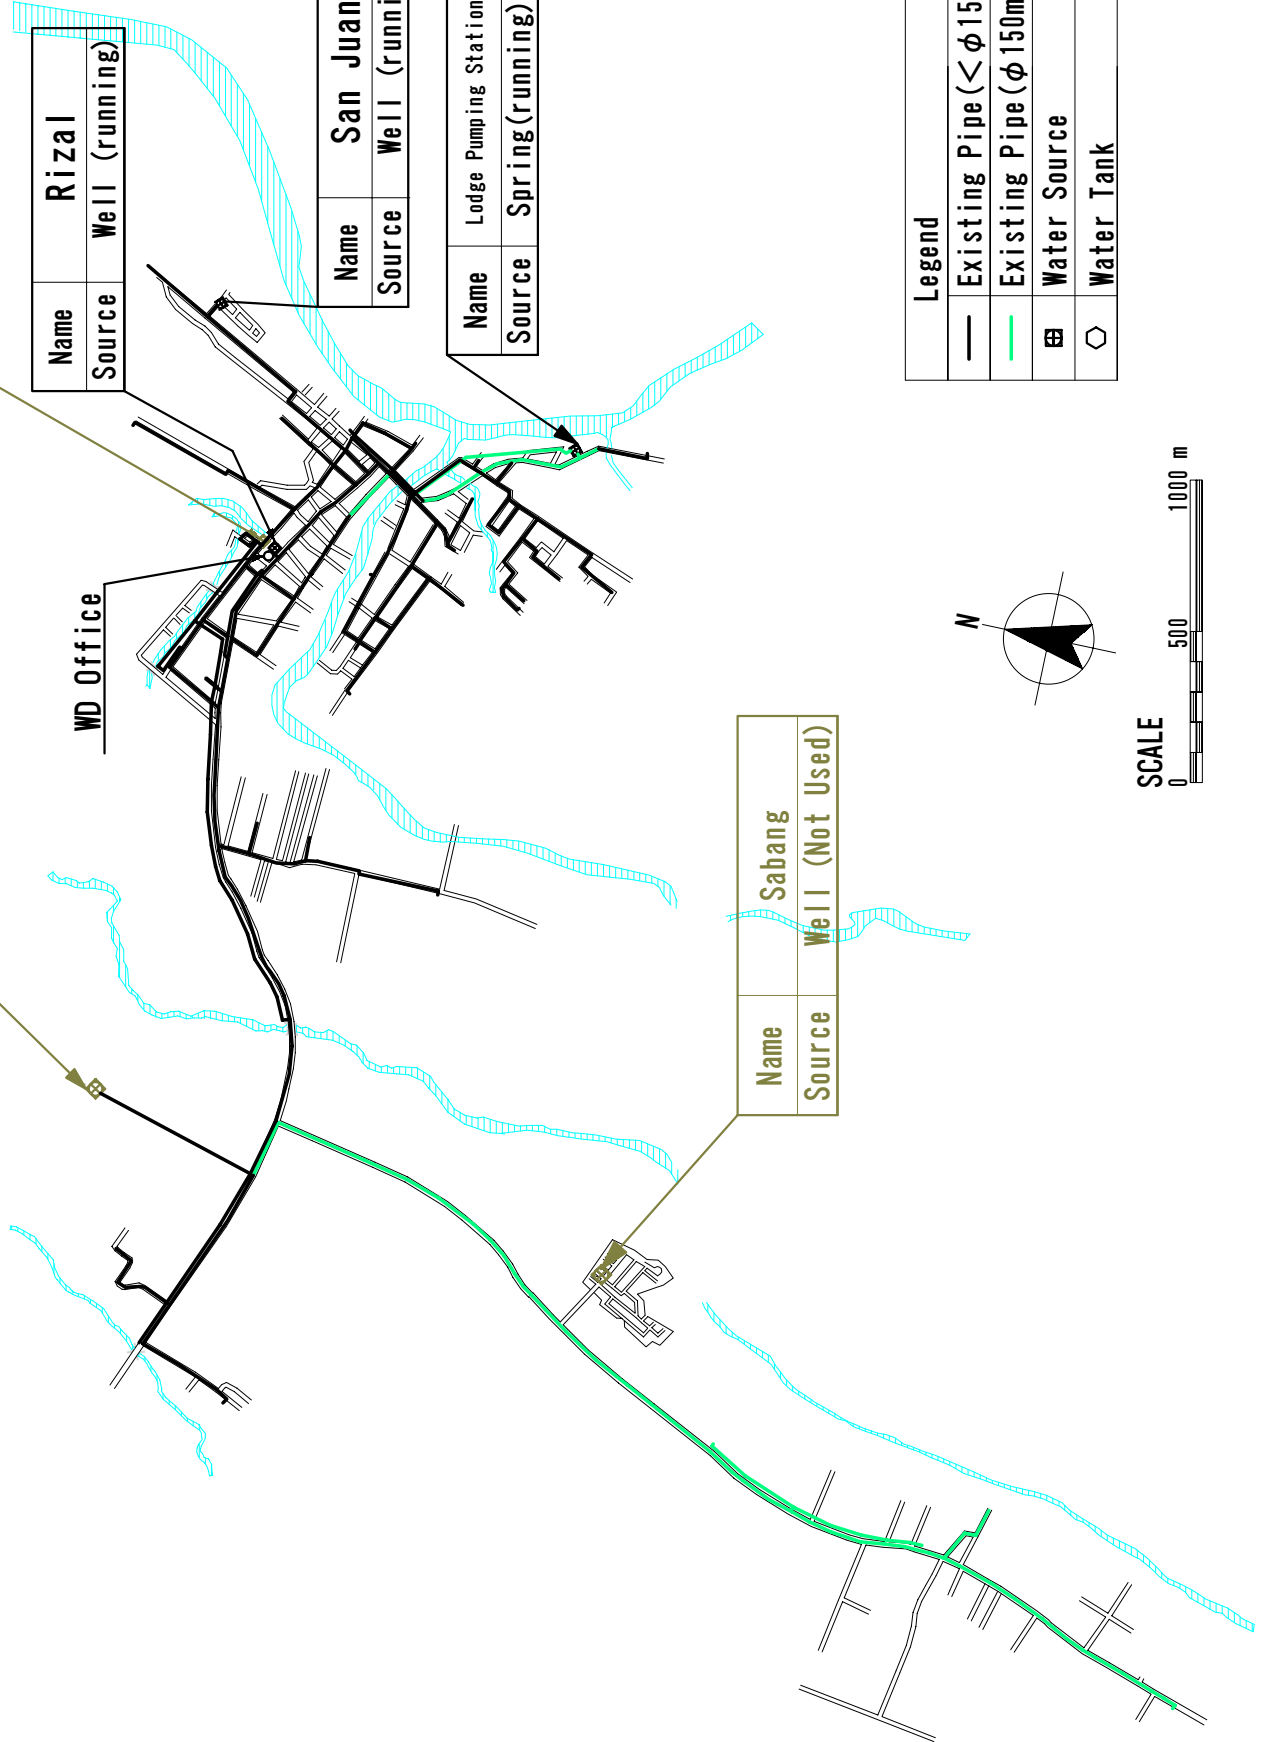 Name Rizal
Source Well (running)
Name San Juan
Source Well
Name Lodge Pumping Station
Source Spring(running)
WD Office
Name Sabang
Source Well (Not Used)
Legend
Existing Pipe(<φ15
Existing Pipe(φ150m
Water Source
Water Tank
N
SCALE
0 500 1000 m